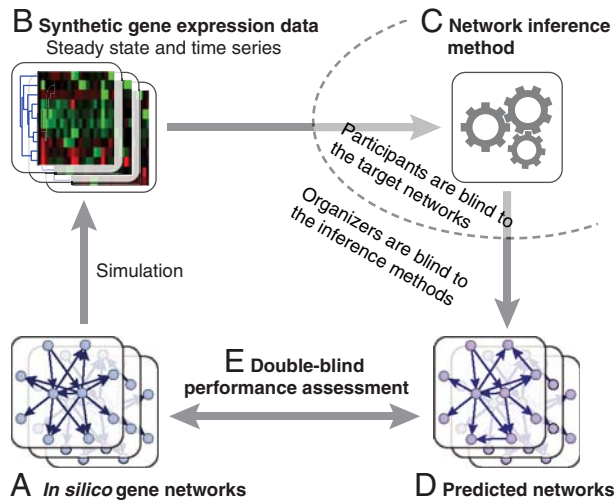 B Synthetic gene expression data
Steady state and time series
C Network inference
method
Participants are blind to
the target networks
Organizers are blind to
the inference methods
Simulation
E Double-blind
performance assessment
A In silico gene networks
D Predicted networks